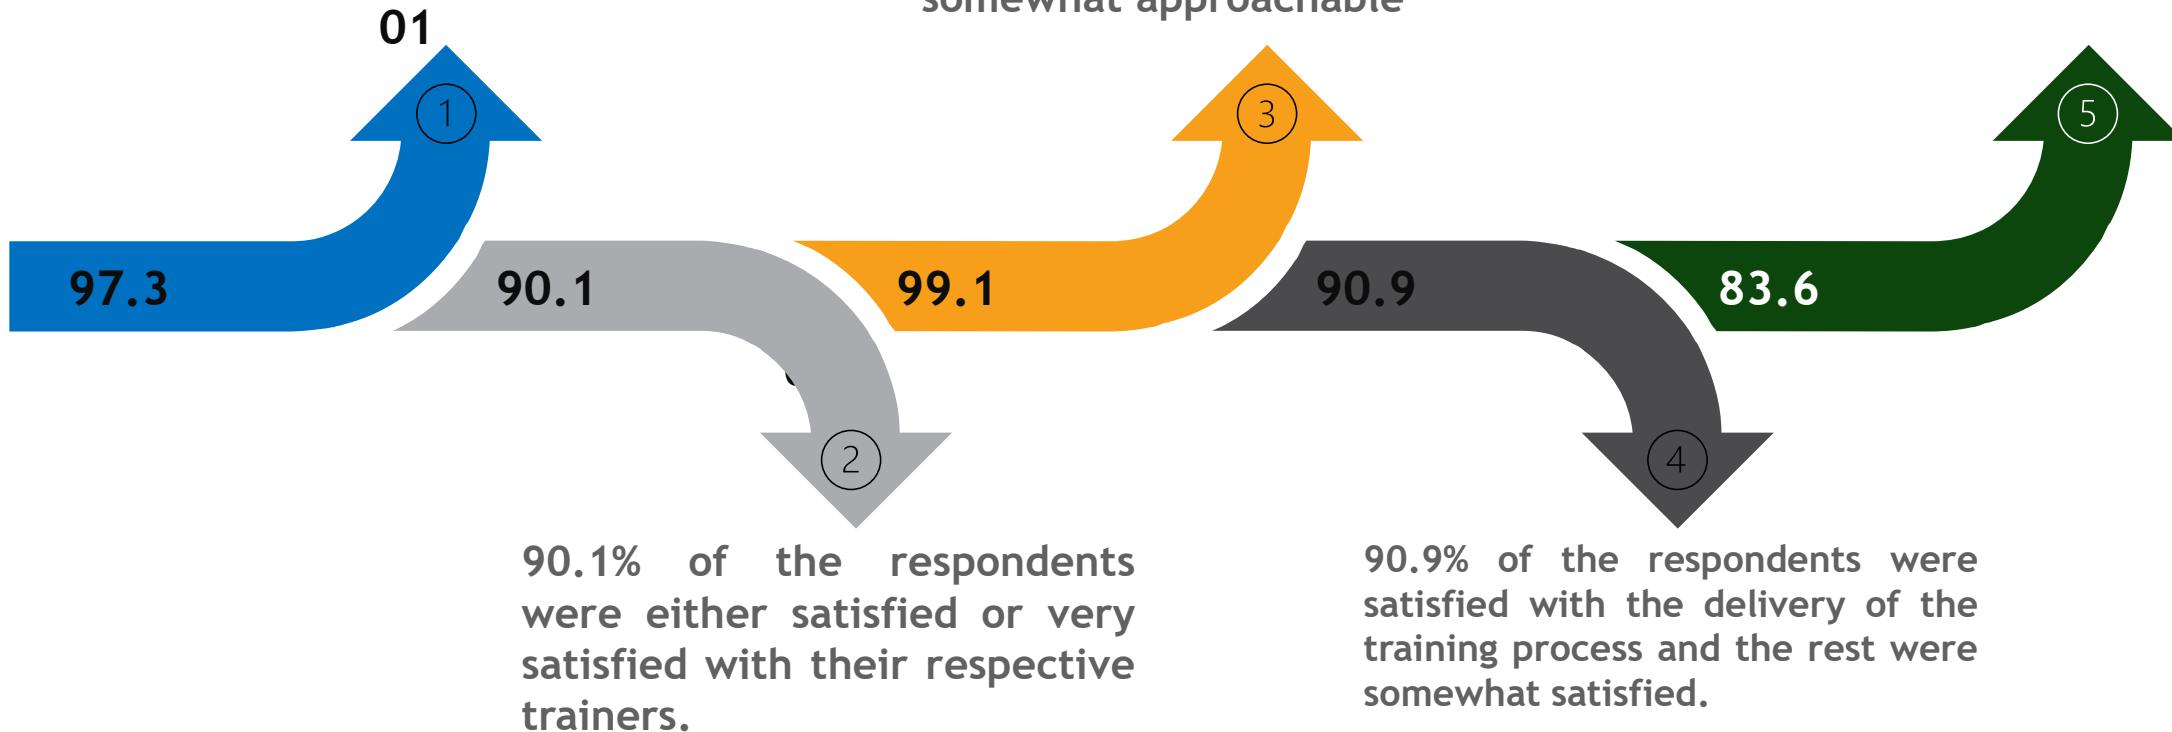 somewhat approachable
01
1
3
5
97.3
90.1
99.1
90.9
83.6
2
4
90.1% of the respondents
were either satisfied or very
satisfied with their respective
trainers.
90.9% of the respondents were
satisfied with the delivery of the
training process and the rest were
somewhat satisfied.